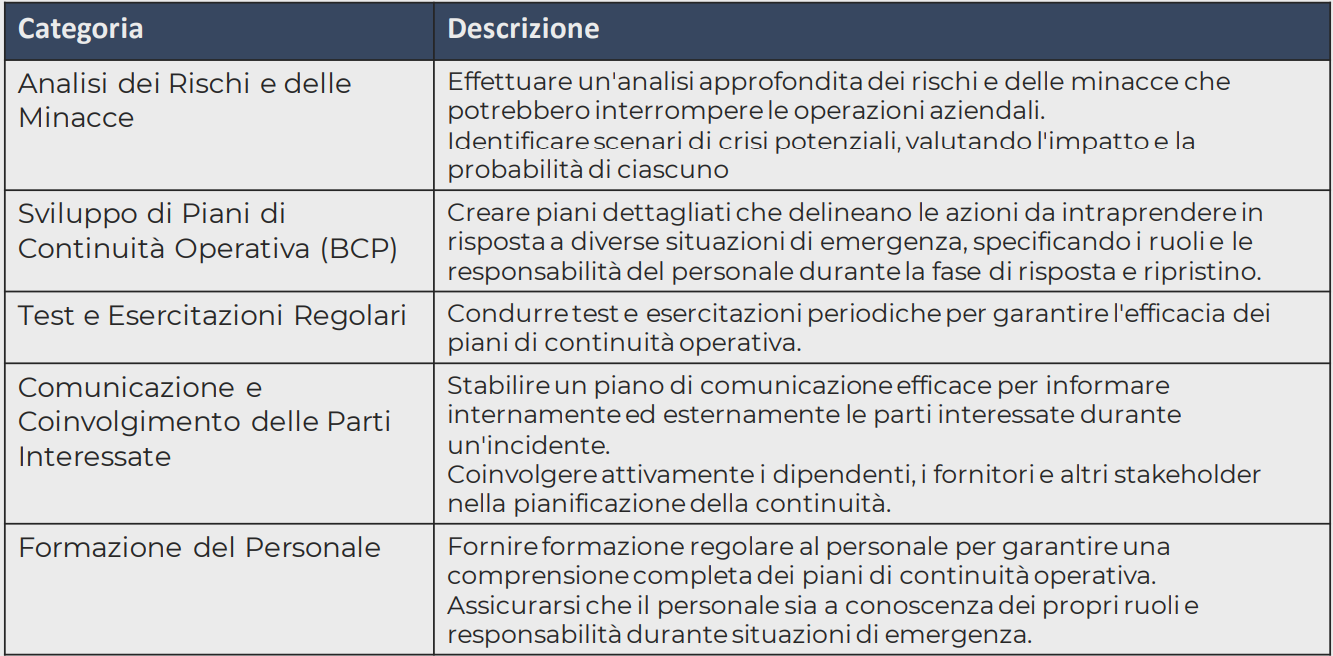 Categoria
Descrizione
Analisi dei Rischi e delle
Minacce
Effettuare un'analisi approfondita dei rischi e delle minacce che
potrebbero interrompere le operazioni aziendali.
Identificare scenari di crisi potenziali, valutando l'impatto e la
probabilità di ciascuno
Sviluppo di Piani di
Continuità Operativa (BCP)
Creare piani dettagliati che delineano le azioni da intraprendere in
risposta a diverse situazioni di emergenza, specificando i ruoli e le
responsabilità del personale durante la fase di risposta e ripristino.
Test e Esercitazioni Regolari
Condurre test e esercitazioni periodiche per garantire l'efficacia dei
piani di continuità operativa.
Comunicazione e
Coinvolgimento delle Parti
Interessate
Stabilire un piano di comunicazione efficace per informare
internamente ed esternamente le parti interessate durante
un'incidente.
Coinvolgere attivamente i dipendenti, i fornitori e altri stakeholder
nella pianificazione della continuità.
Formazione del Personale
Fornire formazione regolare al personale per garantire una
comprensione completa dei piani di continuità operativa.
Assicurarsi che il personale sia a conoscenza dei propri ruoli e
responsabilità durante situazioni di emergenza.